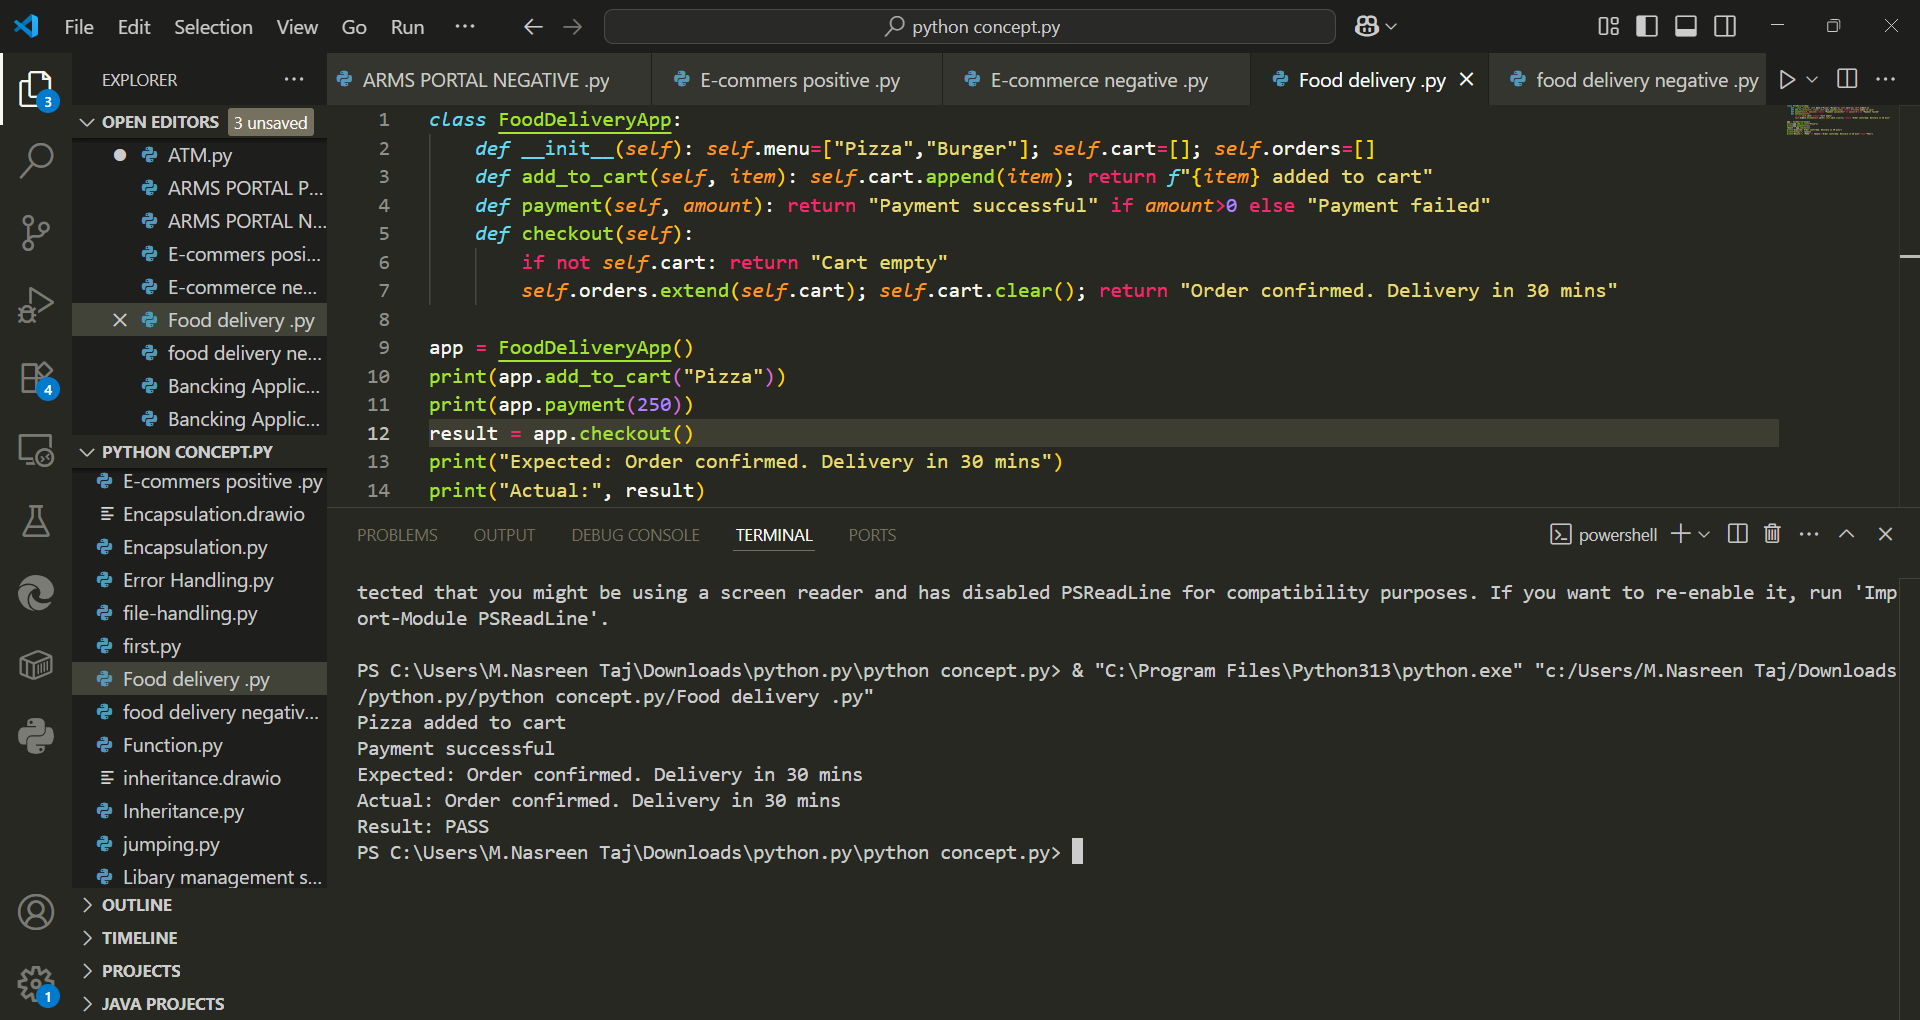 File Edit Selection View Go Run ··· python concept.py
EXPLORER ···
ARMS PORTAL NEGATIVE .py E-commers positive .py E-commerce negative .py Food delivery .py food delivery negative .py
OPEN EDITORS 3 unsaved
ATM.py
ARMS PORTAL P...
ARMS PORTAL N...
E-commers posi...
E-commerce ne...
Food delivery .py
food delivery ne...
Bancking Applic...
Bancking Applic...
PYTHON CONCEPT.PY
E-commers positive .py
Encapsulation.drawio
Encapsulation.py
Error Handling.py
file-handling.py
first.py
Food delivery .py
food delivery negativ...
Function.py
inheritance.drawio
Inheritance.py
jumping.py
Libary management s...
OUTLINE
TIMELINE
PROJECTS
JAVA PROJECTS
3
4
1
1 class FoodDeliveryApp:
2 def __init__(self): self.menu=["Pizza","Burger"]; self.cart=[]; self.orders=[]
3 def add_to_cart(self, item): self.cart.append(item); return f"{item} added to cart"
4 def payment(self, amount): return "Payment successful" if amount>0 else "Payment failed"
5 def checkout(self):
6 if not self.cart: return "Cart empty"
7 self.orders.extend(self.cart); self.cart.clear(); return "Order confirmed. Delivery in 30 mins"
8
9 app = FoodDeliveryApp()
10 print(app.add_to_cart("Pizza"))
11 print(app.payment(250))
12 result = app.checkout()
13 print("Expected: Order confirmed. Delivery in 30 mins")
14 print("Actual:", result)
PROBLEMS OUTPUT DEBUG CONSOLE TERMINAL PORTS powershell
tected that you might be using a screen reader and has disabled PSReadLine for compatibility purposes. If you want to re-enable it, run 'Imp
ort-Module PSReadLine'.
PS C:\Users\M.Nasreen Taj\Downloads\python.py\python concept.py> & "C:\Program Files\Python313\python.exe" "c:/Users/M.Nasreen Taj/Downloads
/python.py/python concept.py/Food delivery .py"
Pizza added to cart
Payment successful
Expected: Order confirmed. Delivery in 30 mins
Actual: Order confirmed. Delivery in 30 mins
Result: PASS
PS C:\Users\M.Nasreen Taj\Downloads\python.py\python concept.py>